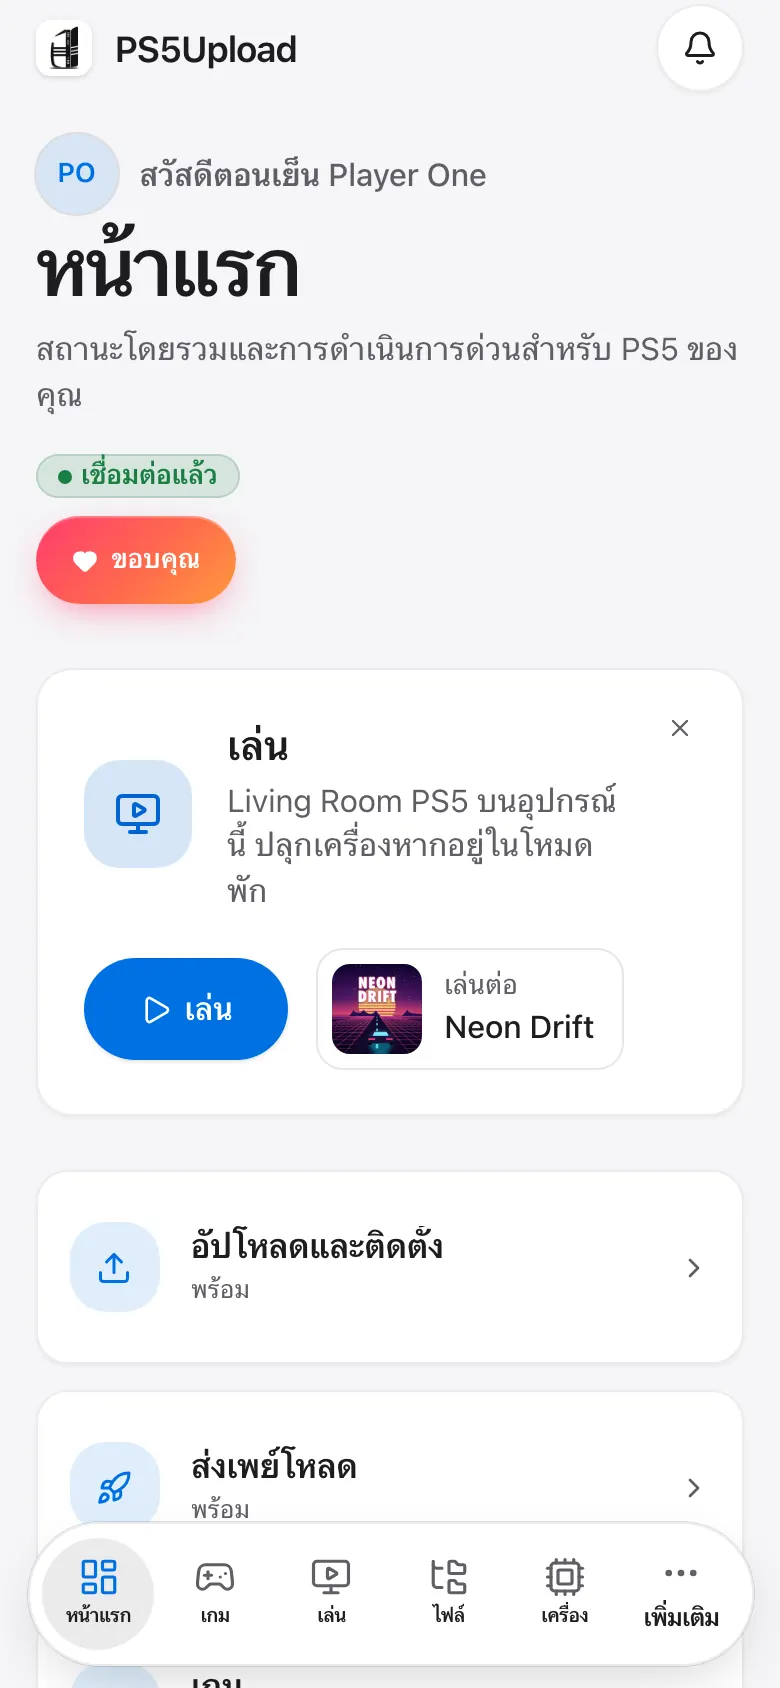 PS5Upload
PO
สวัสดีตอนเย็น Player One
หน้าแรก
สถานะโดยรวมและการดำเนินการด่วนสำหรับ PS5 ของ
คุณ
เชื่อมต่อแล้ว
ขอบคุณ
เล่น
Living Room PS5 บนอุปกรณ์
นี้ ปลุกเครื่องหากอยู่ในโหมด
พัก
เล่น
NEON
DRIFT
เล่นต่อ
Neon Drift
อัปโหลดและติดตั้ง
พร้อม
ส่งเพย์โหลด
พร้อม
หน้าแรก
เกม
เล่น
ไฟล์
เครื่อง
เพิ่มเติม